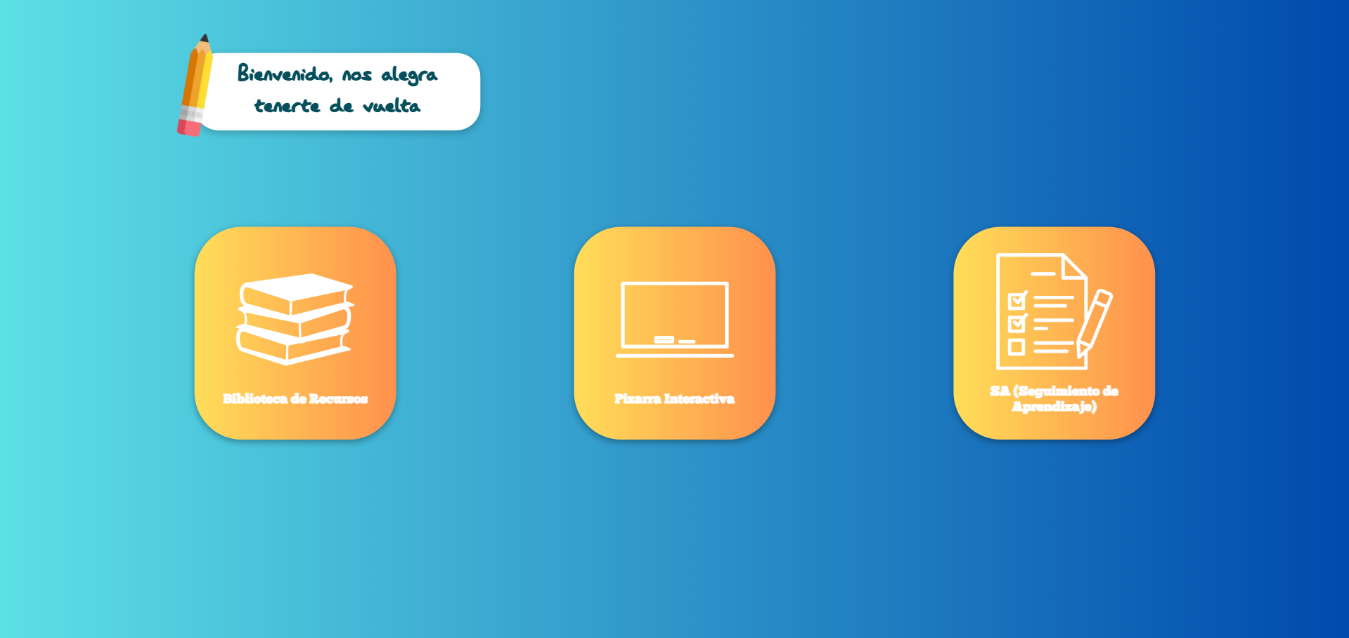 Bienvenido, nos alegra
tenerte de vuelta
Biblioteca de Recursos
Pizarra Interactiva
SA (Seguimiento de
Aprendizaje)